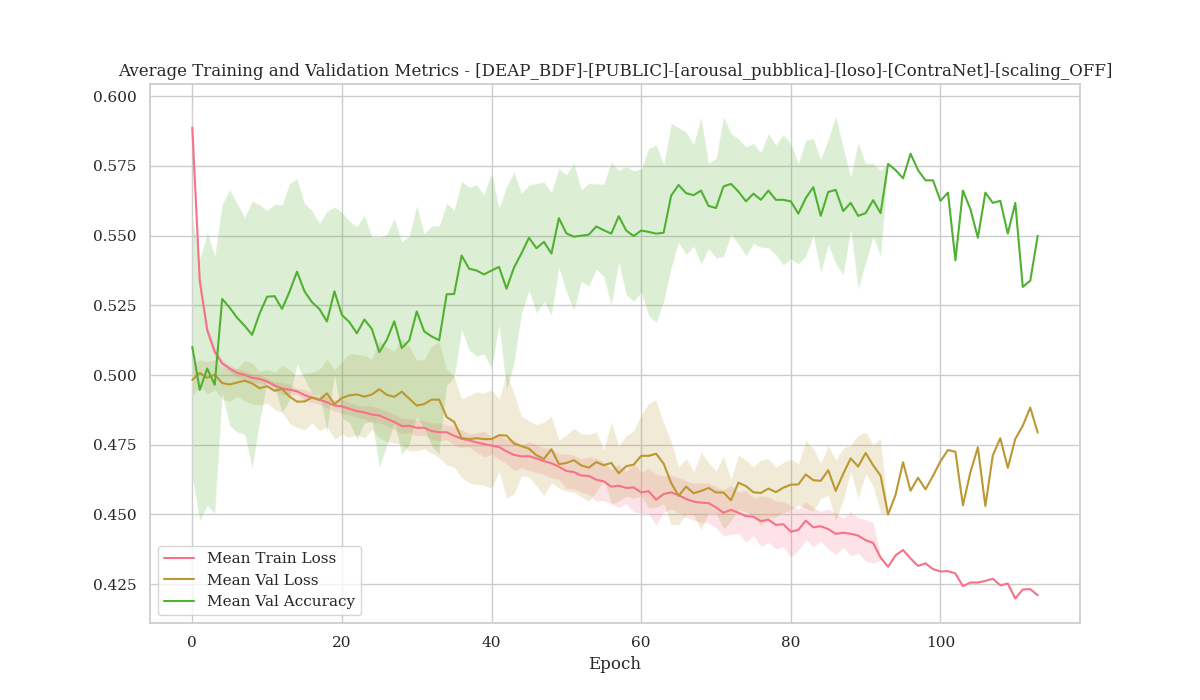 Average Training and Validation Metrics - [DEAP_BDF]-[PUBLIC]-[arousal_pubblica]-[loso]-[ContraNet]-[scaling_OFF]
0.600
0.575
0.550
0.525
0.500
0.475
0.450
0.425
Mean Train Loss
Mean Val Loss
Mean Val Accuracy
0 20 40 60 80 100
Epoch